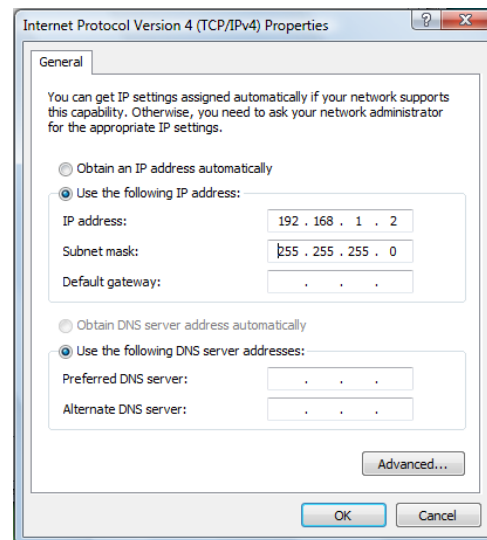 Internet Protocol Version 4 (TCP/IPv4) Properties
General
You can get IP settings assigned automatically if your network supports
this capability. Otherwise, you need to ask your network administrator
for the appropriate IP settings.
Obtain an IP address automatically
Use the following IP address:
IP address: 192 . 168 . 1 . 2
Subnet mask: 255 . 255 . 255 . 0
Default gateway: . . .
Obtain DNS server address automatically
Use the following DNS server addresses:
Preferred DNS server: . . .
Alternate DNS server: . . .
Advanced...
OK Cancel